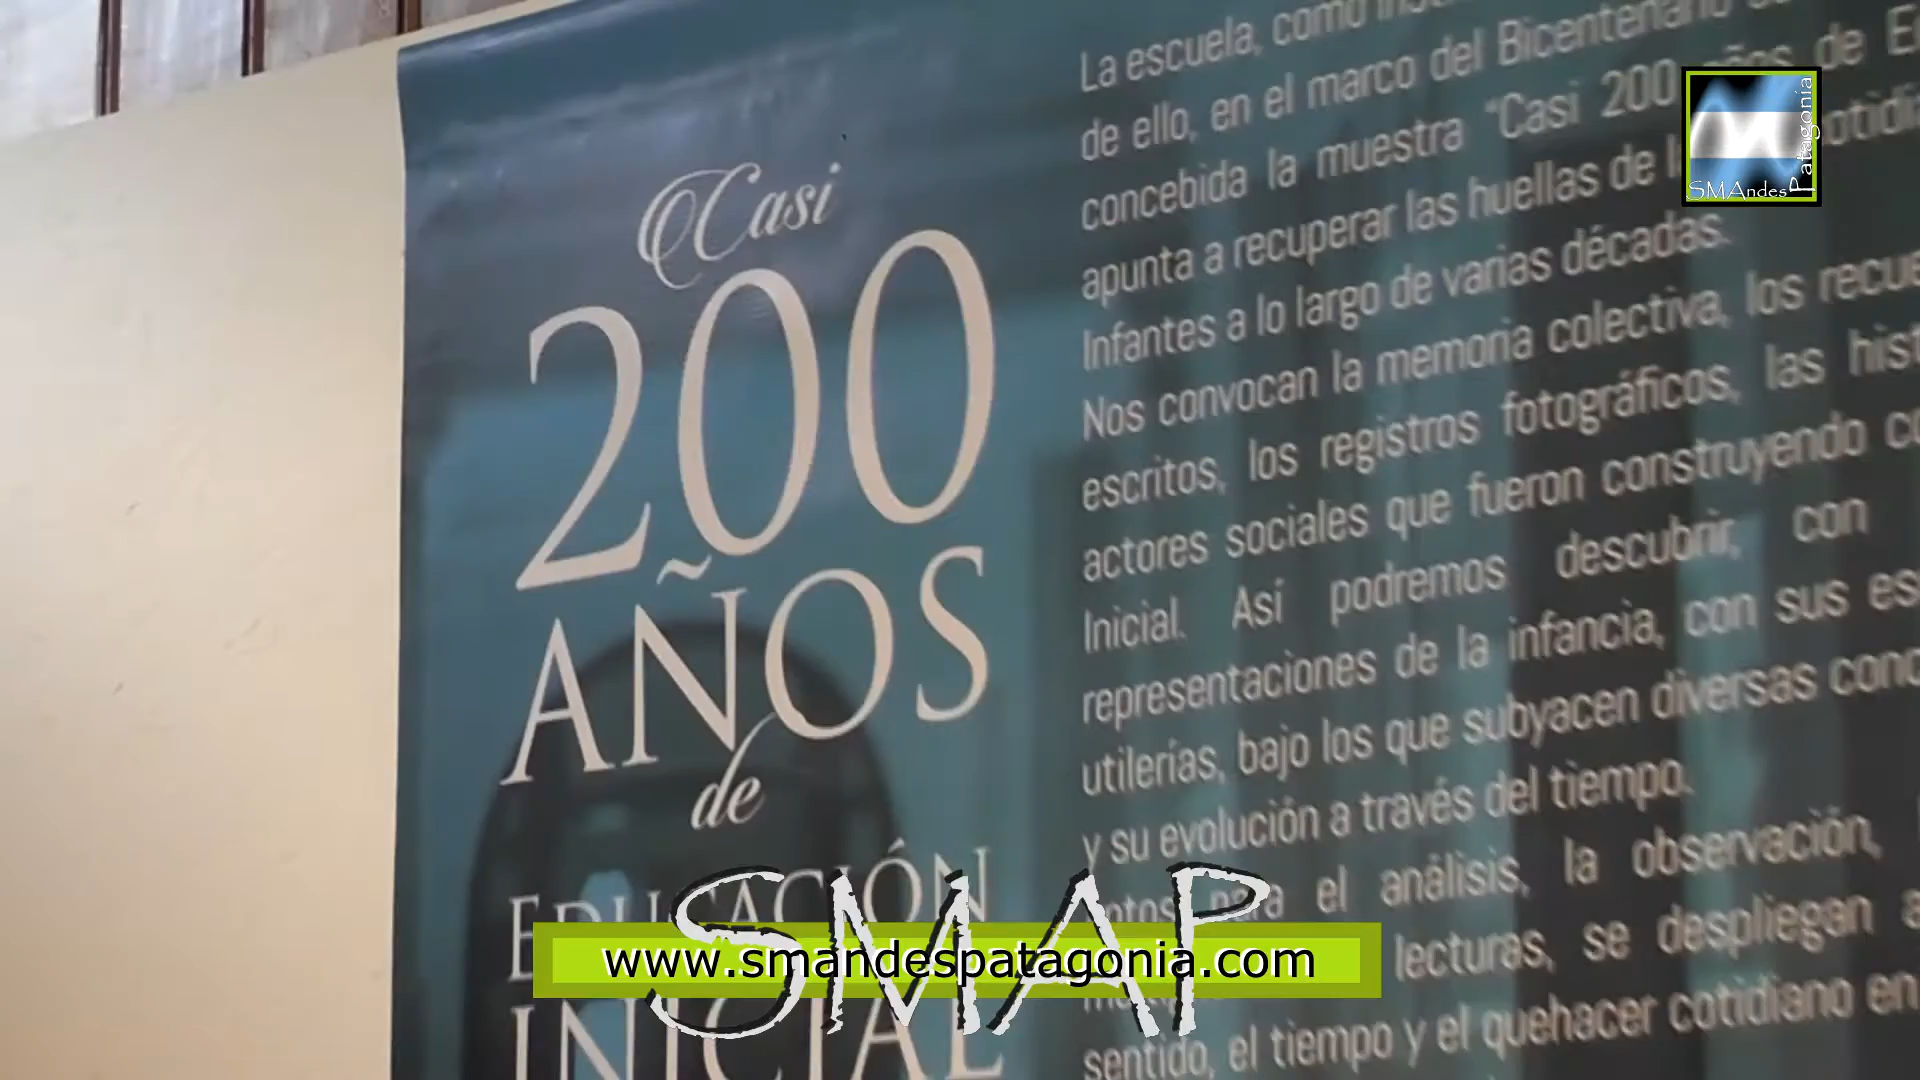 Casi
200
AÑOS
de
EDUCACIÓN
INICIAL
La escuela, como
de ello, en el marco del Bicentenario
concebida la muestra "Casi 200 años de
apunta a recuperar las huellas de
Infantes a lo largo de varias décadas.
Nos convocan la memoria colectiva, los
escritos, los registros fotográficos, las
actores sociales que fueron construyendo
Inicial. Así podremos descubrir, con
representaciones de la infancia, con sus
utilerías, bajo los que subyacen diversas
y su evolución a través del tiempo.
para el análisis, la observación,
lecturas, se despliegan
sentido, el tiempo y el quehacer cotidiano en
SMAndes
Patagonia
SMAP
www.smandespatagonia.com